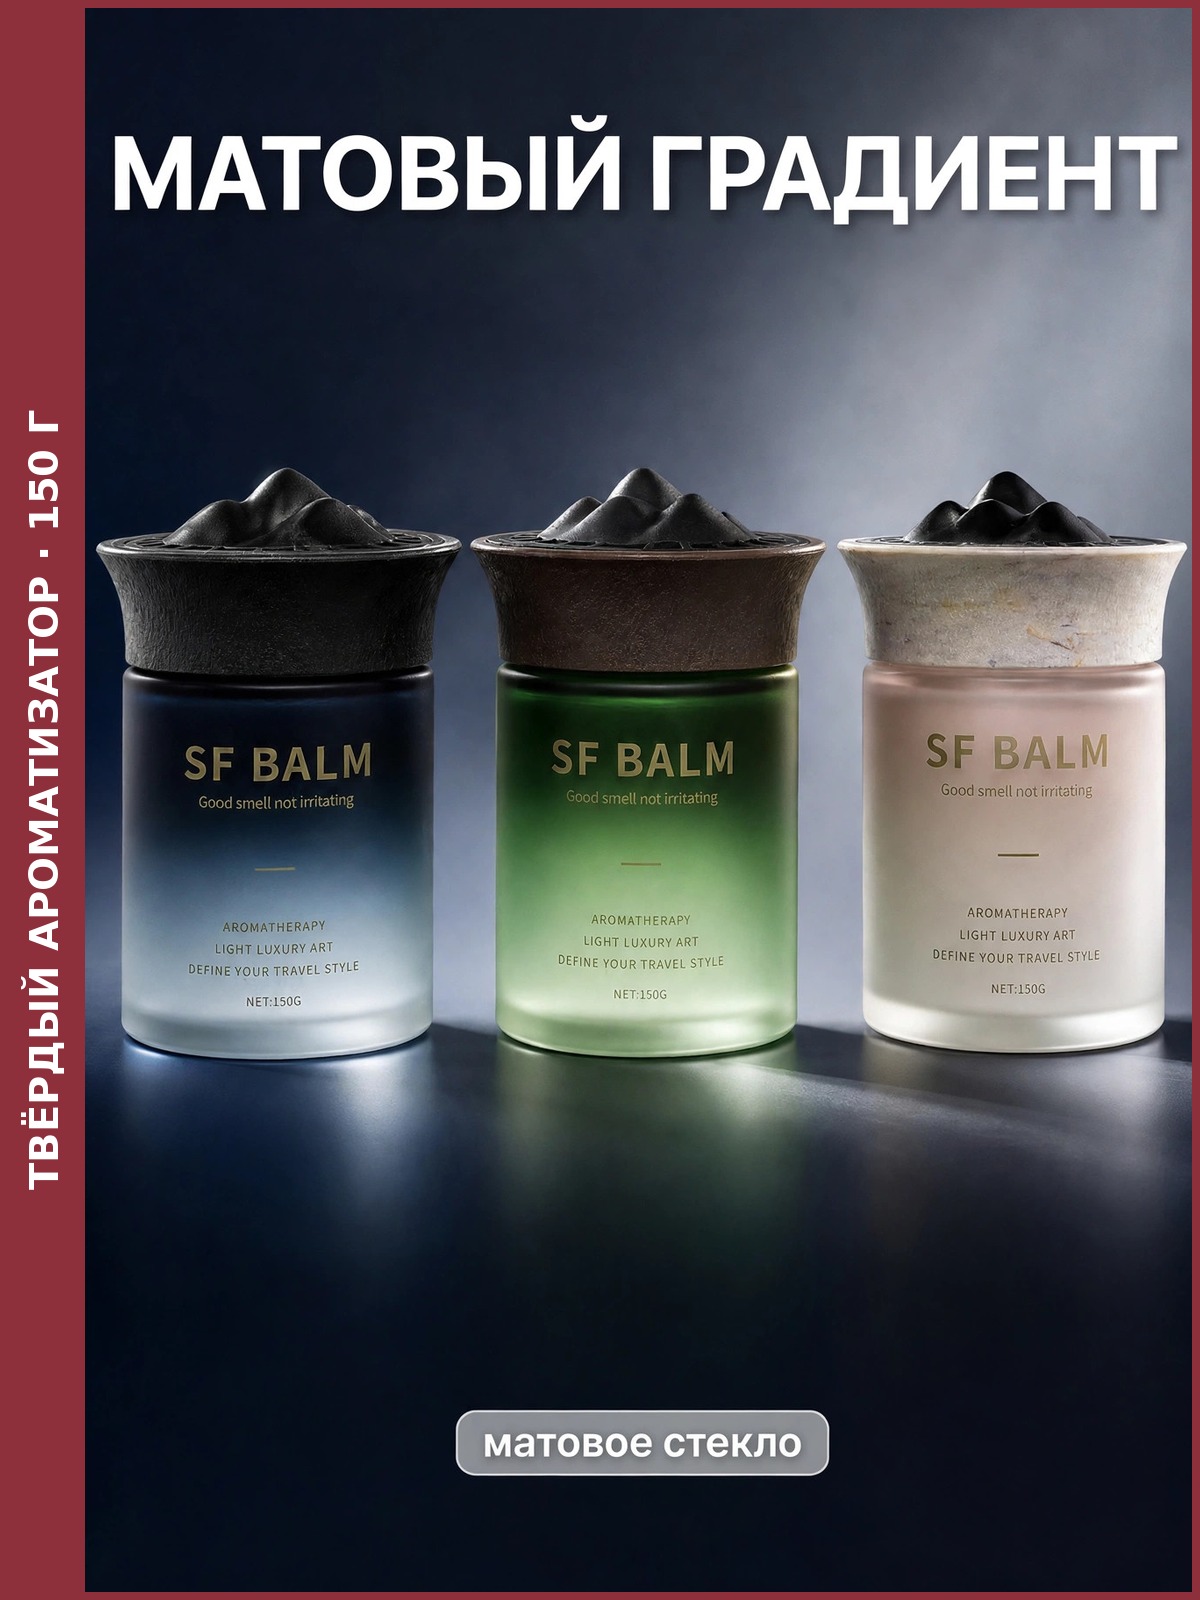 МАТОВЫЙ ГРАДИЕНТ
ТВЁРДЫЙ АРОМАТИЗАТОР · 150 Г
SF BALM
Good smell not irritating
AROMATHERAPY
LIGHT LUXURY ART
DEFINE YOUR TRAVEL STYLE
NET:150G
SF BALM
Good smell not irritating
AROMATHERAPY
LIGHT LUXURY ART
DEFINE YOUR TRAVEL STYLE
NET:150G
SF BALM
Good smell not irritating
AROMATHERAPY
LIGHT LUXURY ART
DEFINE YOUR TRAVEL STYLE
NET:150G
матовое стекло